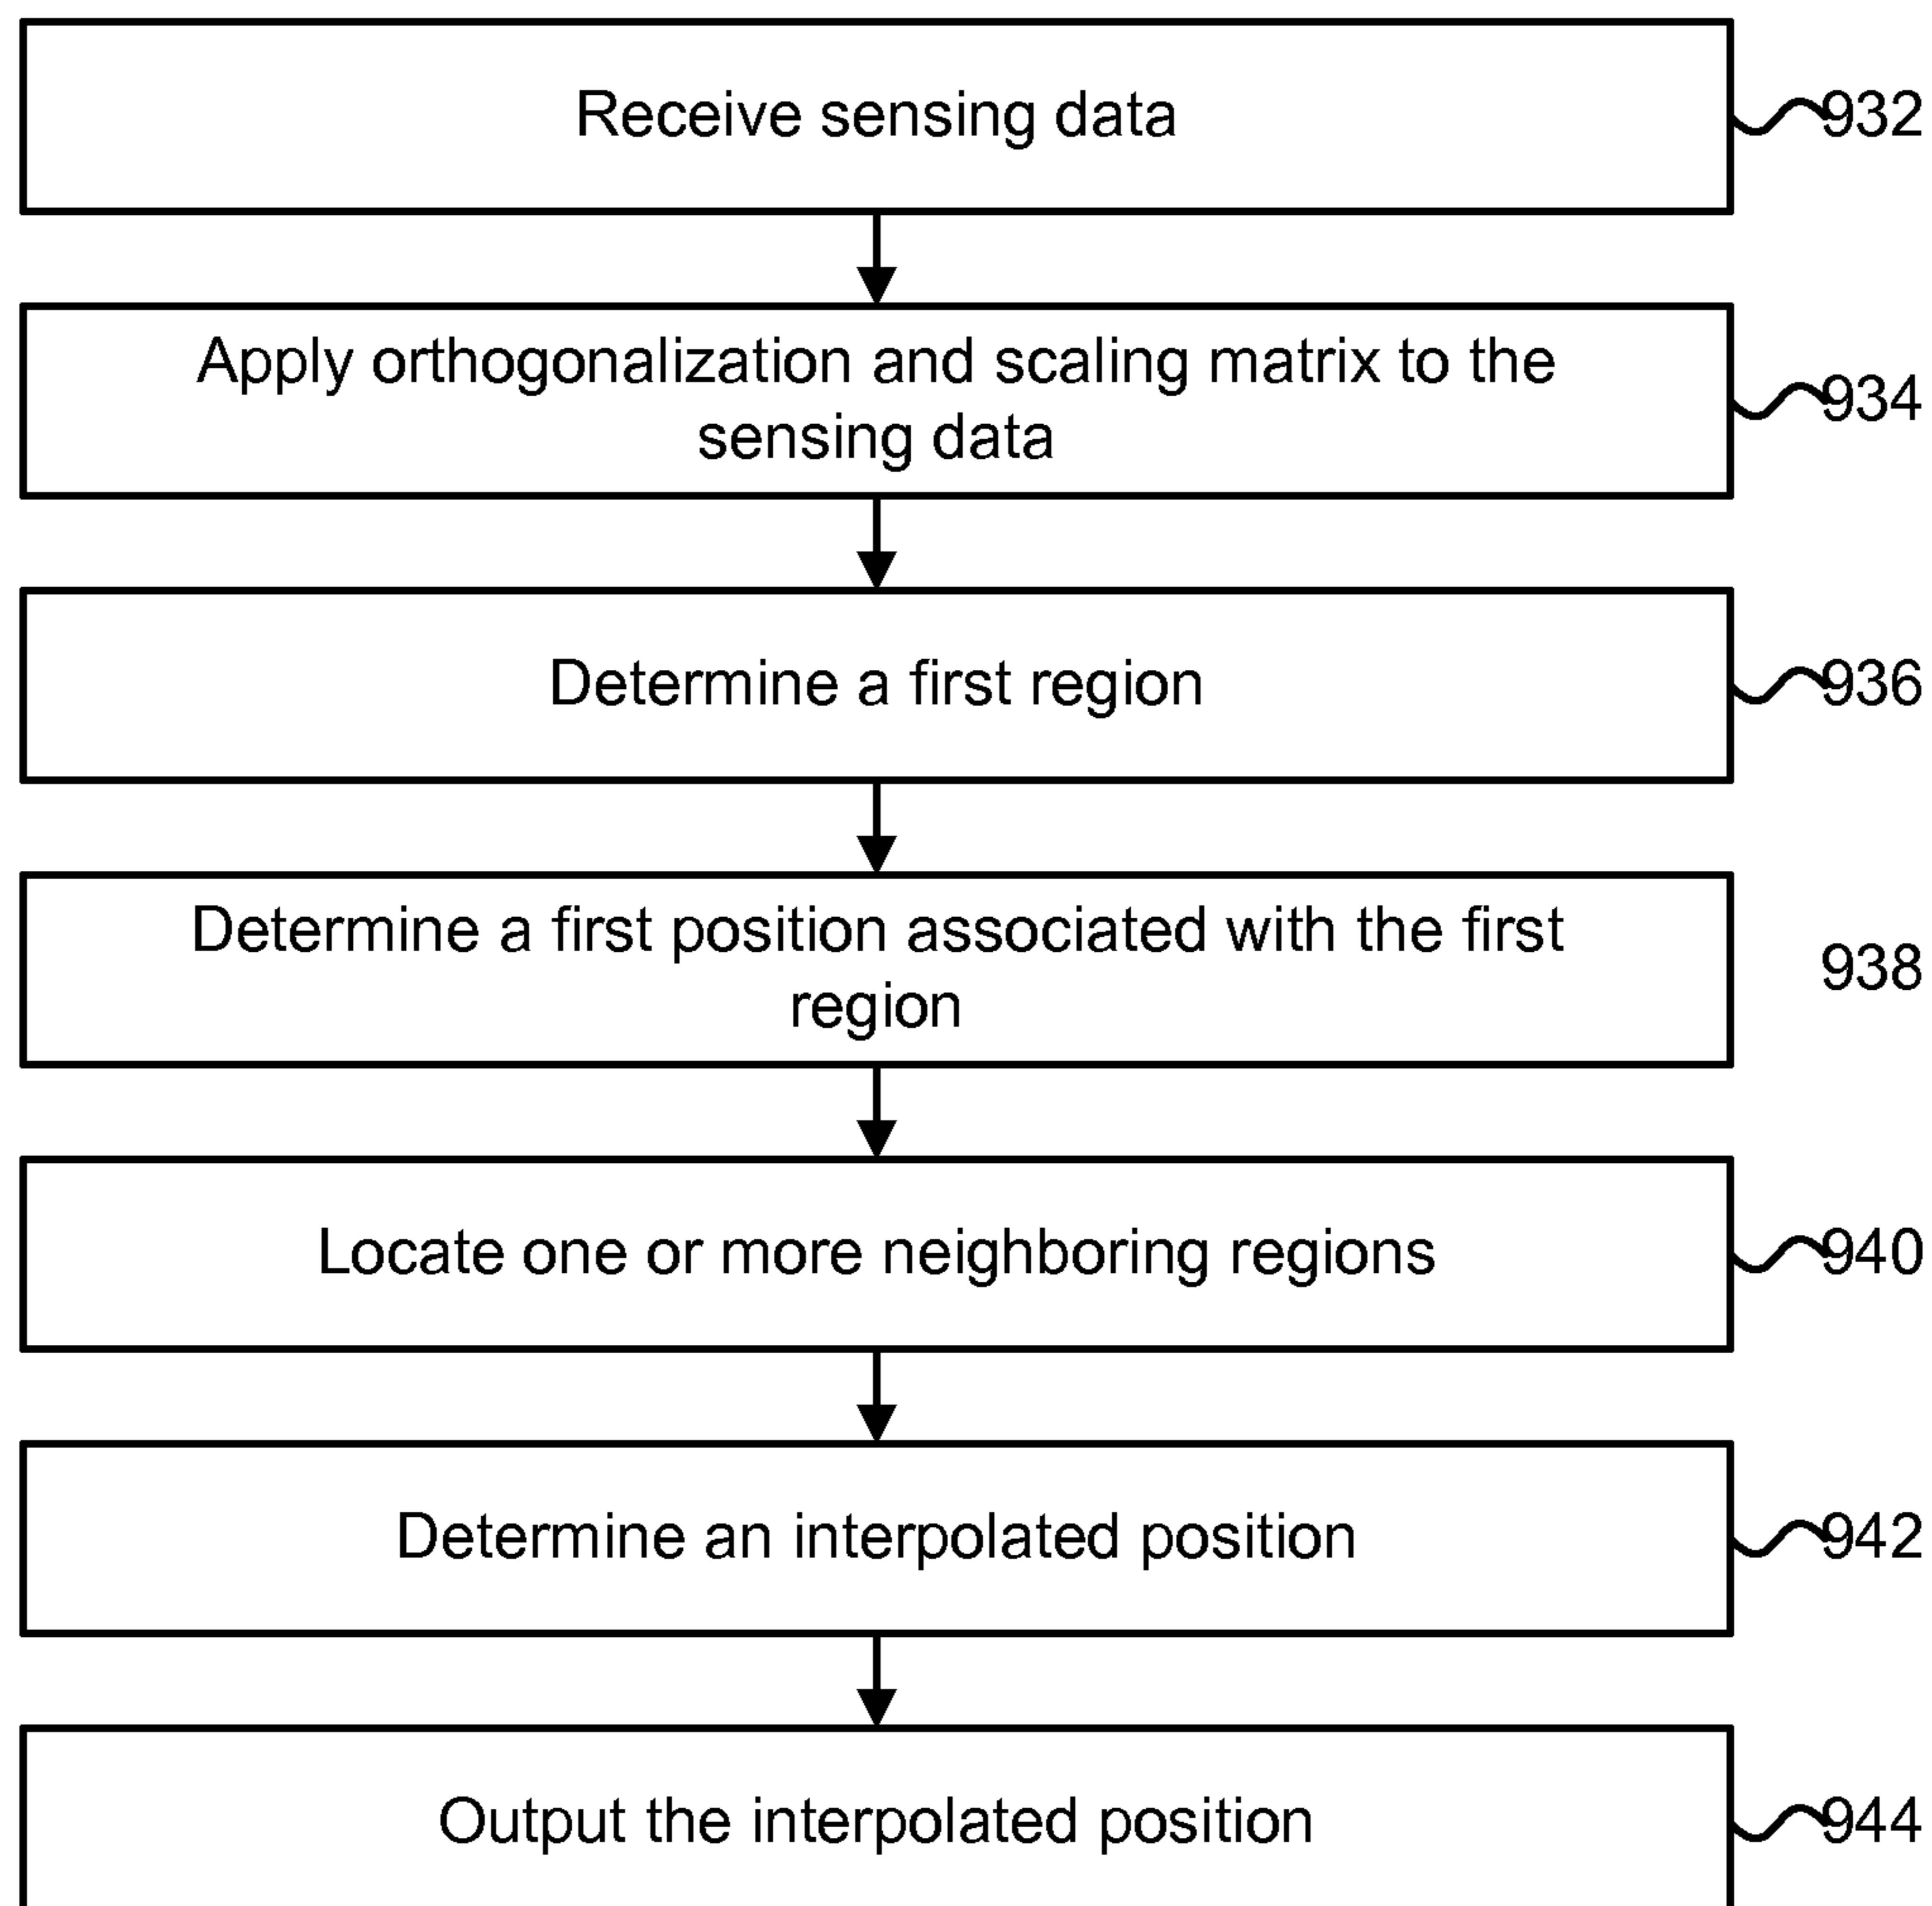 Receive sensing data
932
Apply orthogonalization and scaling matrix to the
sensing data
934
Determine a first region
936
Determine a first position associated with the first
region
938
Locate one or more neighboring regions
940
Determine an interpolated position
942
Output the interpolated position
944